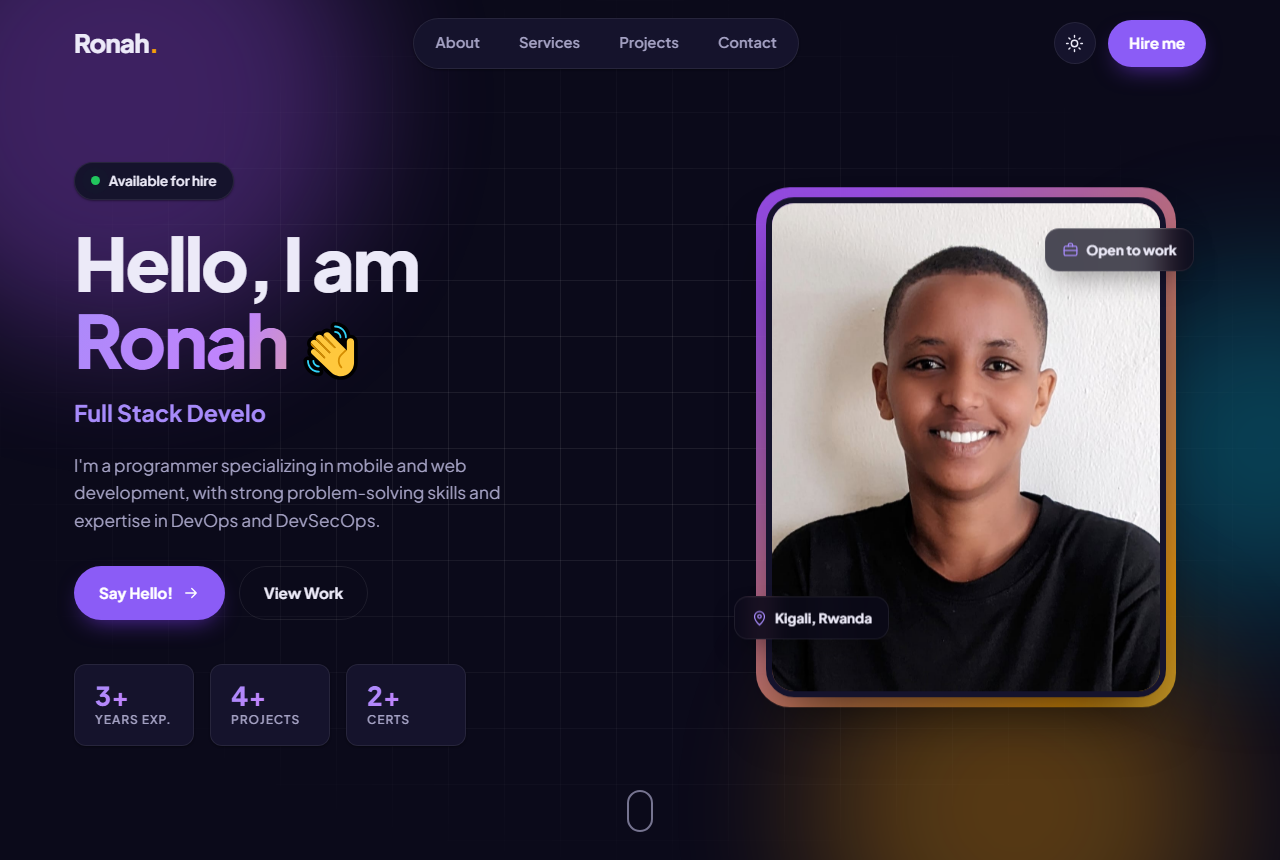 Ronah.
About Services Projects Contact
Hire me
Available for hire
Hello, I am
Ronah 👋
Full Stack Develo
I'm a programmer specializing in mobile and web
development, with strong problem-solving skills and
expertise in DevOps and DevSecOps.
Say Hello! →
View Work
3+
YEARS EXP.
4+
PROJECTS
2+
CERTS
Open to work
Kigali, Rwanda